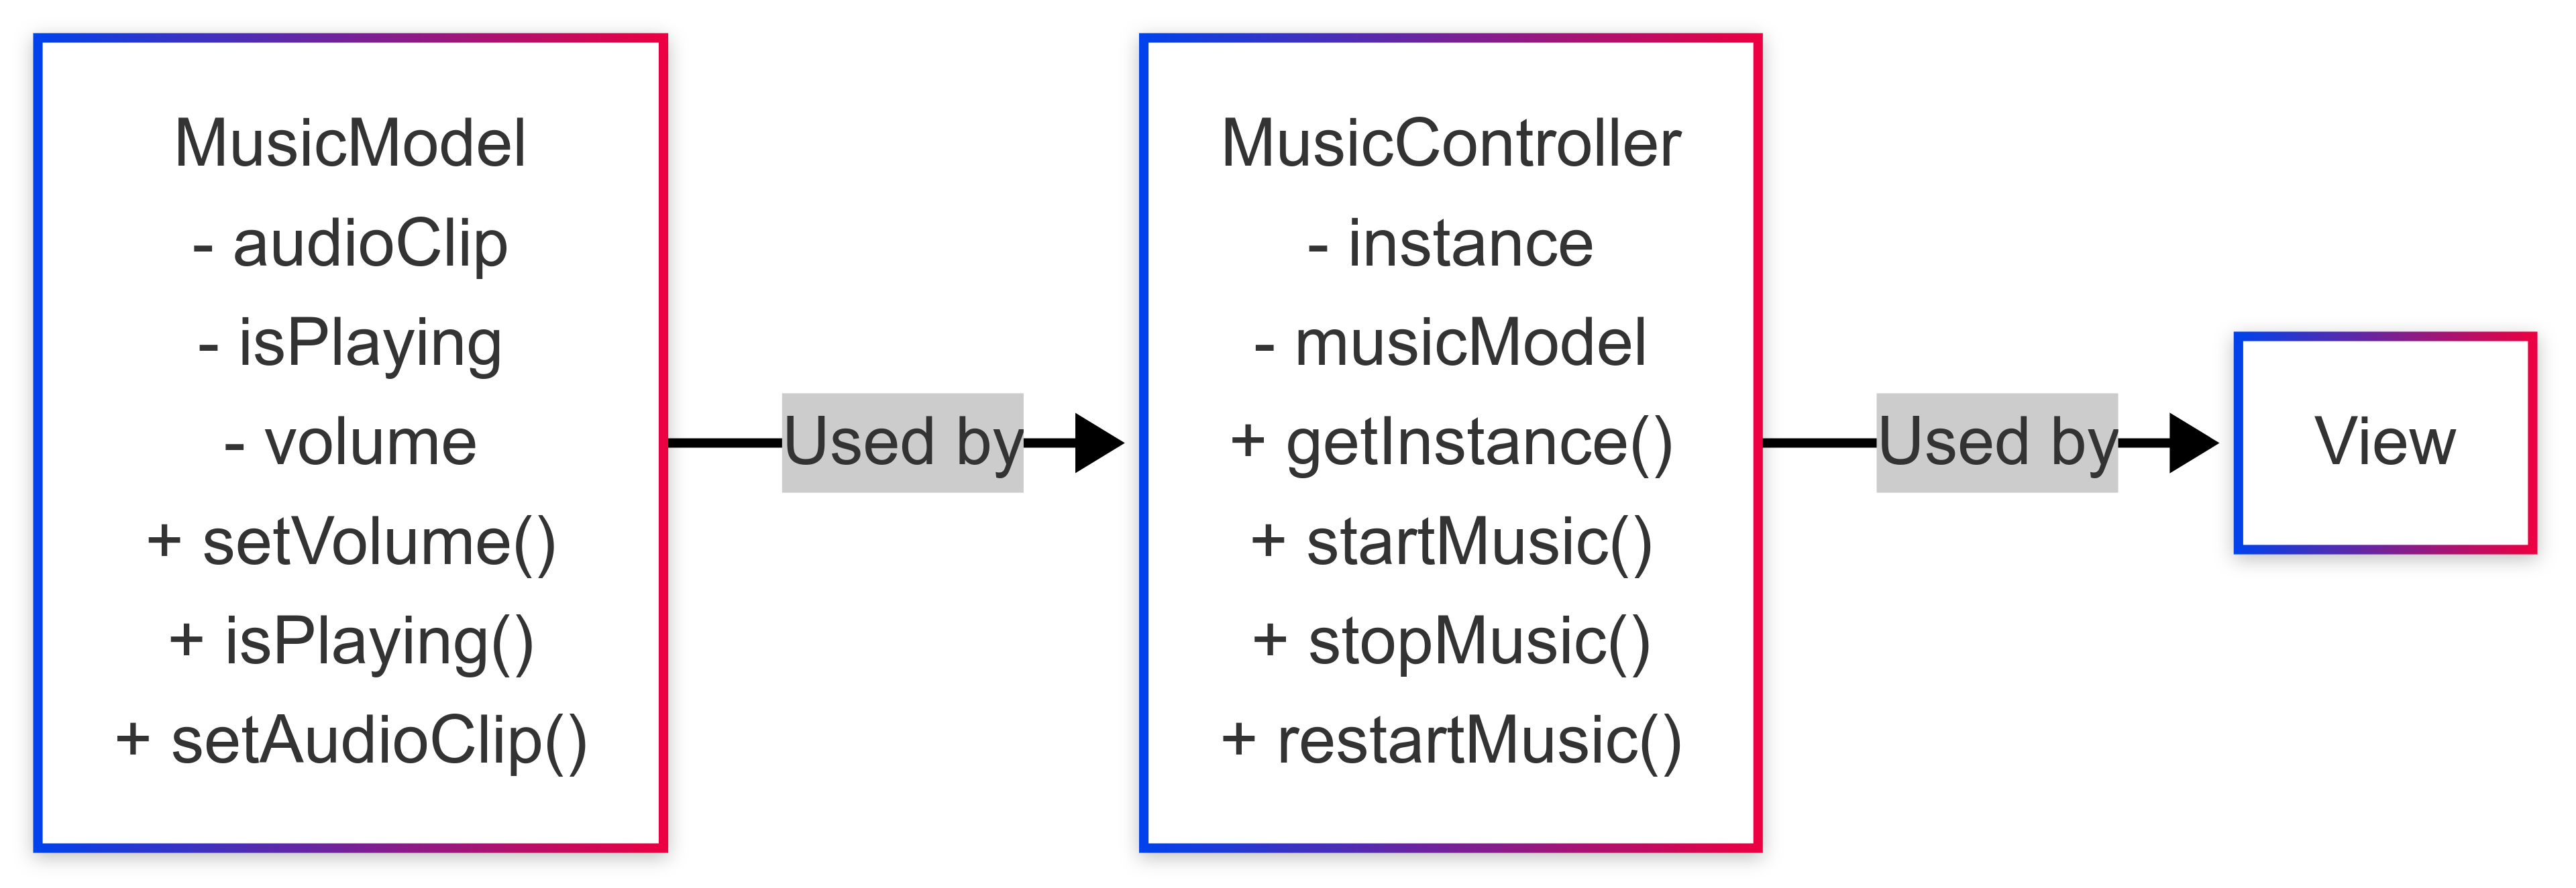 MusicModel
- audioClip
- isPlaying
- volume
+ setVolume()
+ isPlaying()
+ setAudioClip()
Used by
MusicController
- instance
- musicModel
+ getInstance()
+ startMusic()
+ stopMusic()
+ restartMusic()
Used by
View